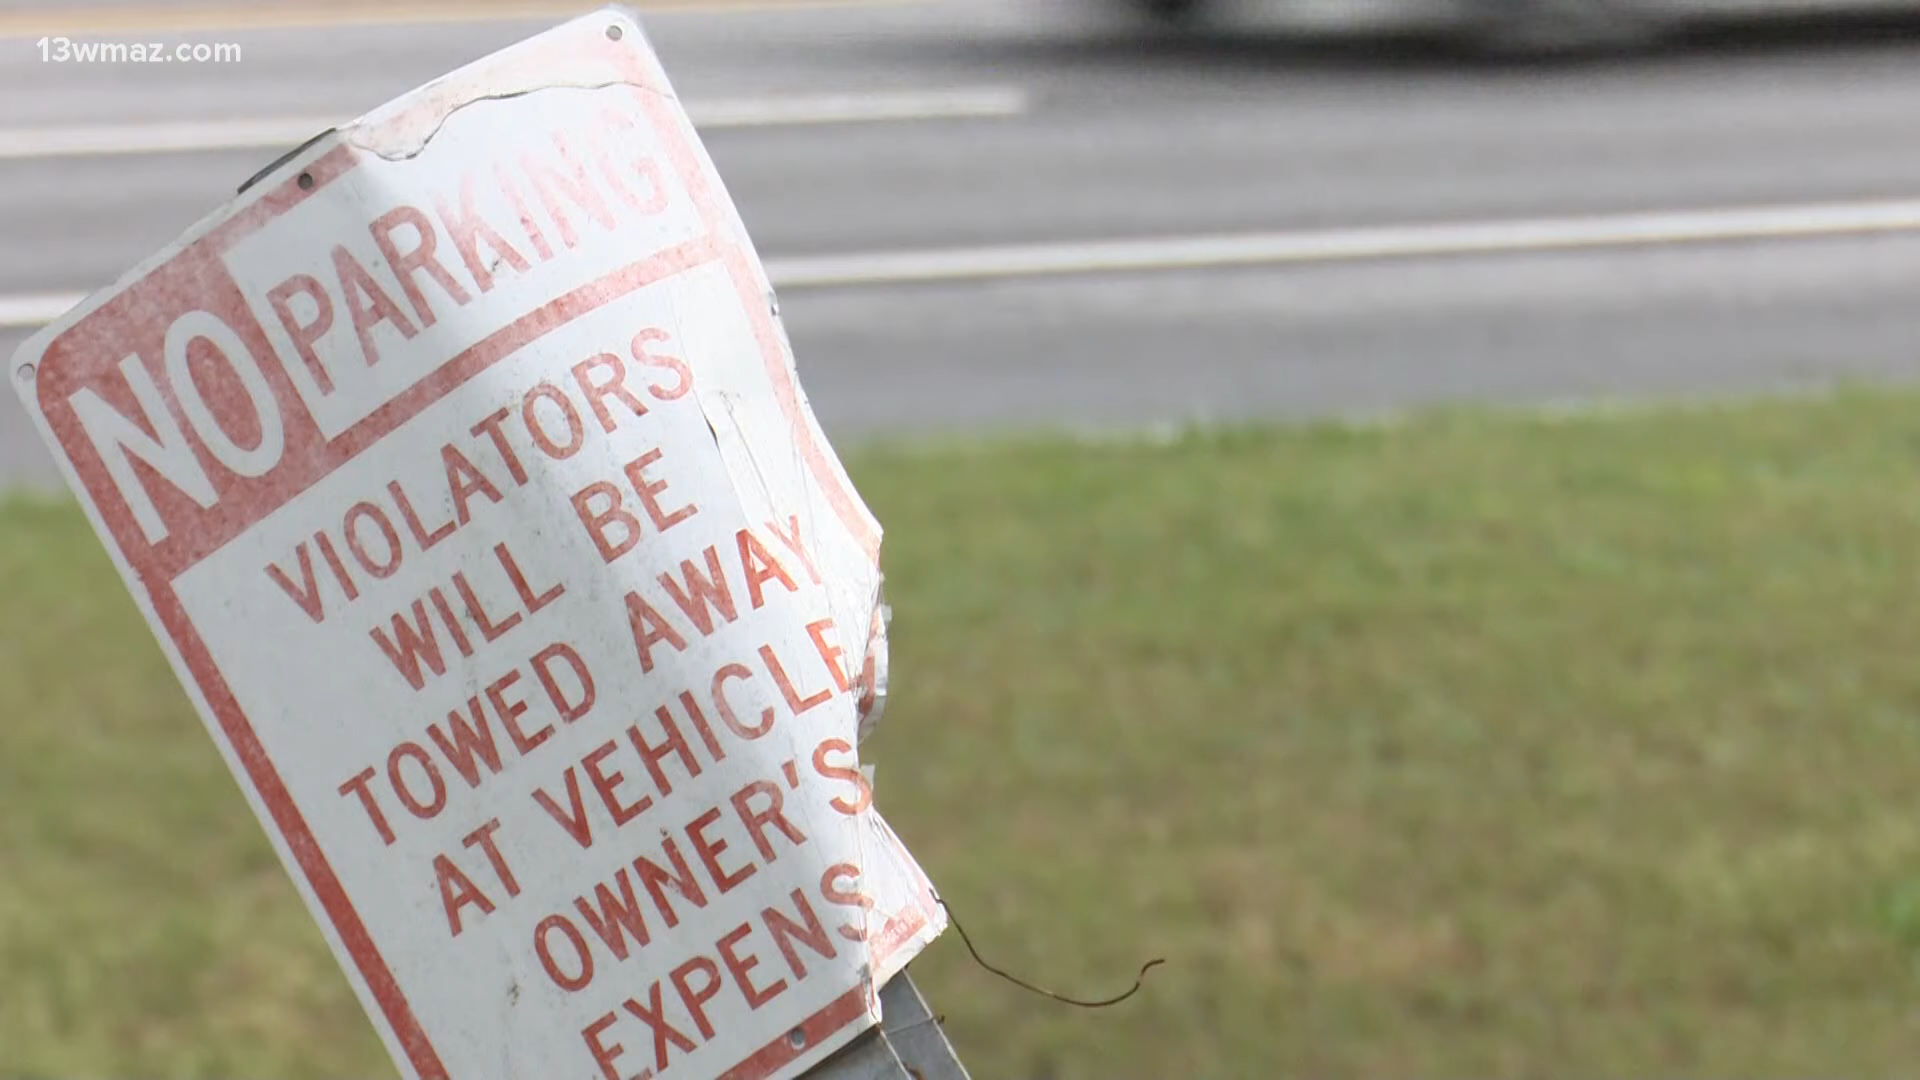 13wmaz.com
NO PARKING
VIOLATORS
WILL BE
TOWED AWAY
AT VEHICLE
OWNER'S
EXPENS